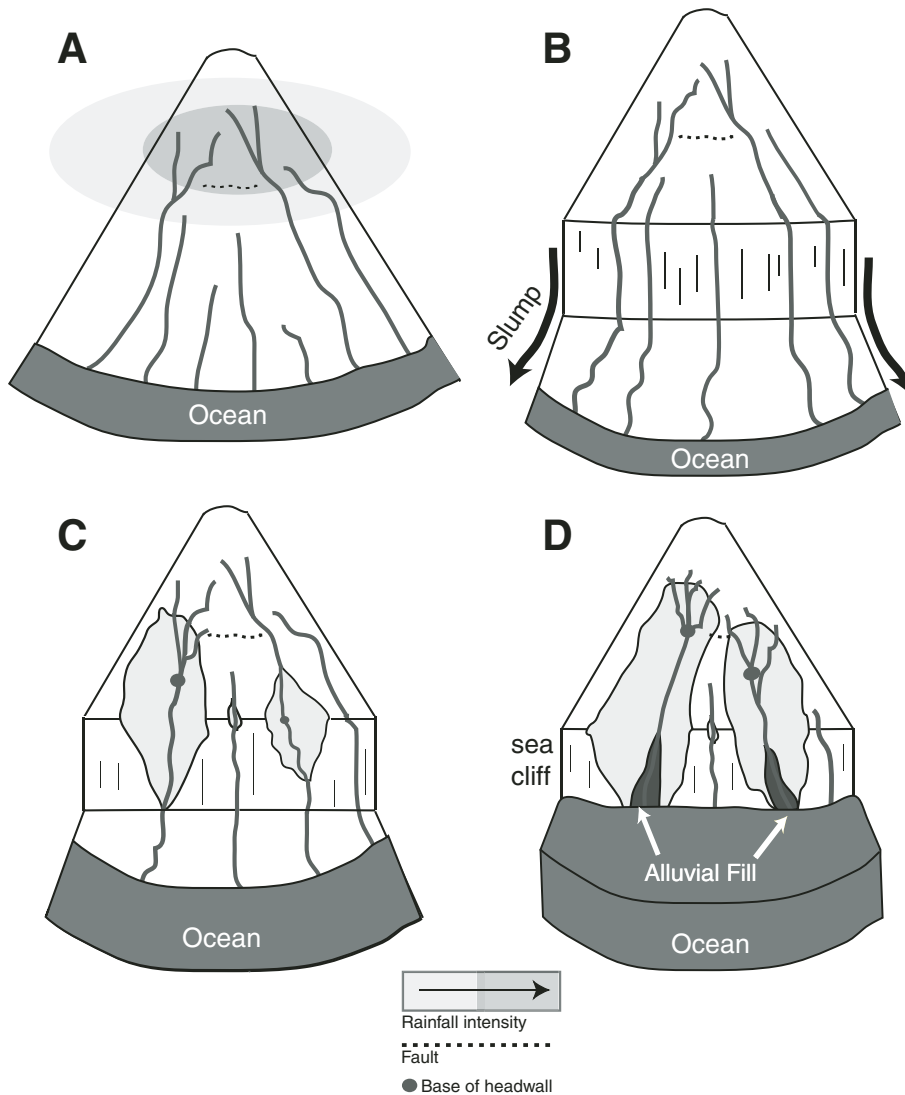 A
B
Slump
Ocean
Ocean
C
D
sea
cliff
Alluvial Fill
Ocean
Ocean
Rainfall intensity
Fault
Base of headwall